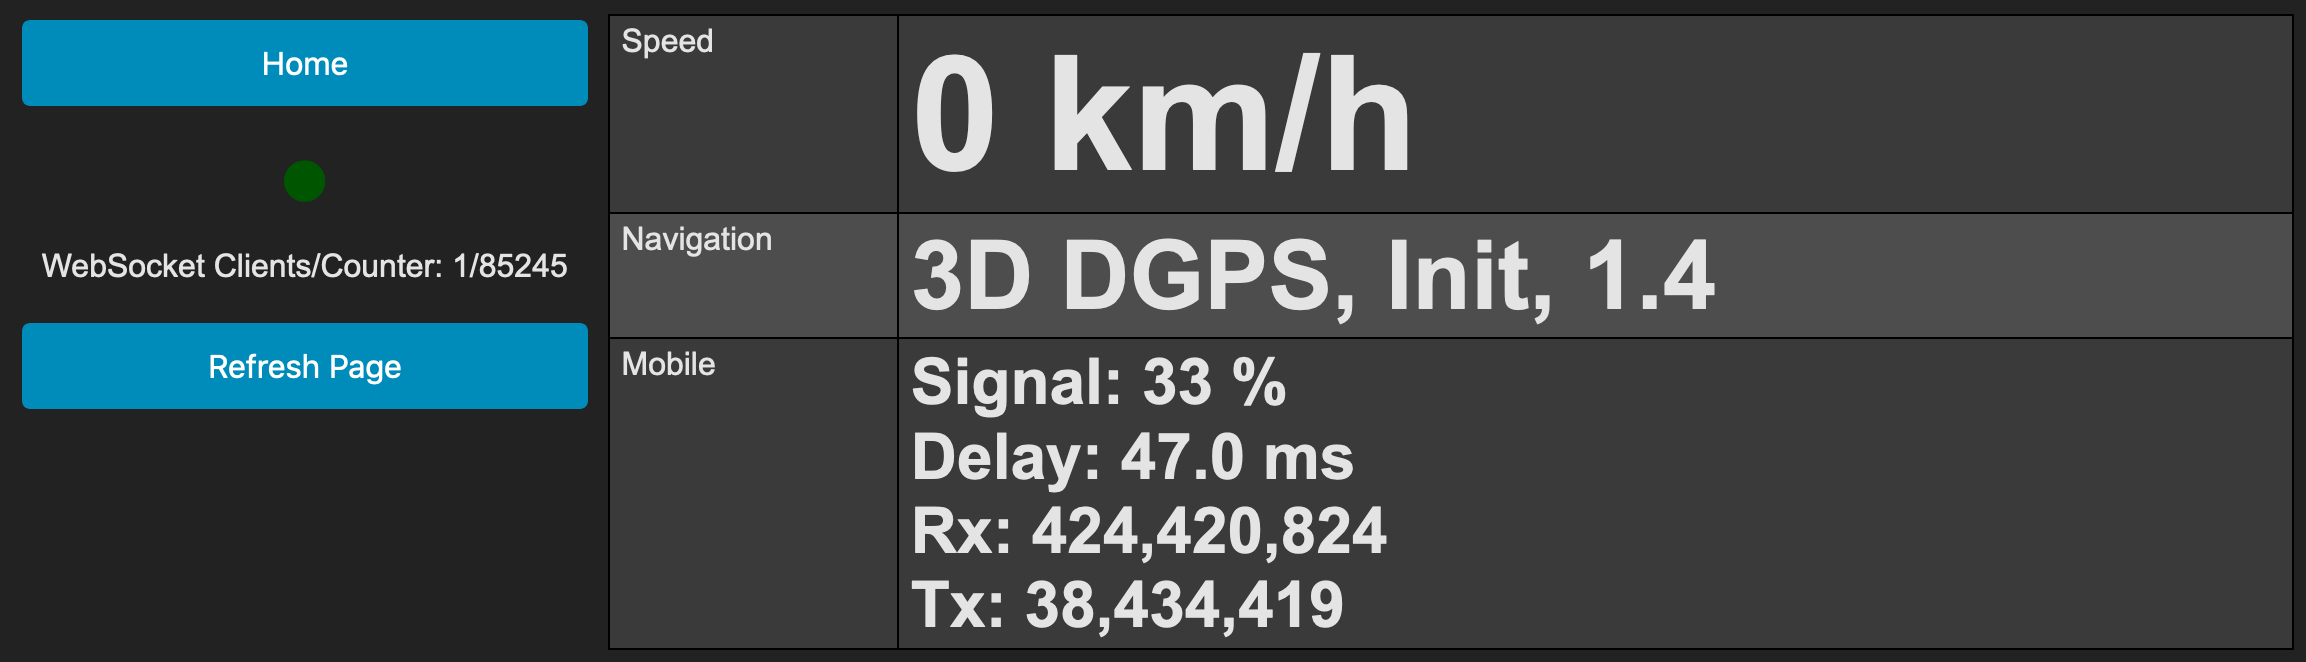 Home
WebSocket Clients/Counter: 1/85245
Refresh Page
Speed
0 km/h
Navigation
3D DGPS, Init, 1.4
Mobile
Signal: 33 %
Delay: 47.0 ms
Rx: 424,420,824
Tx: 38,434,419